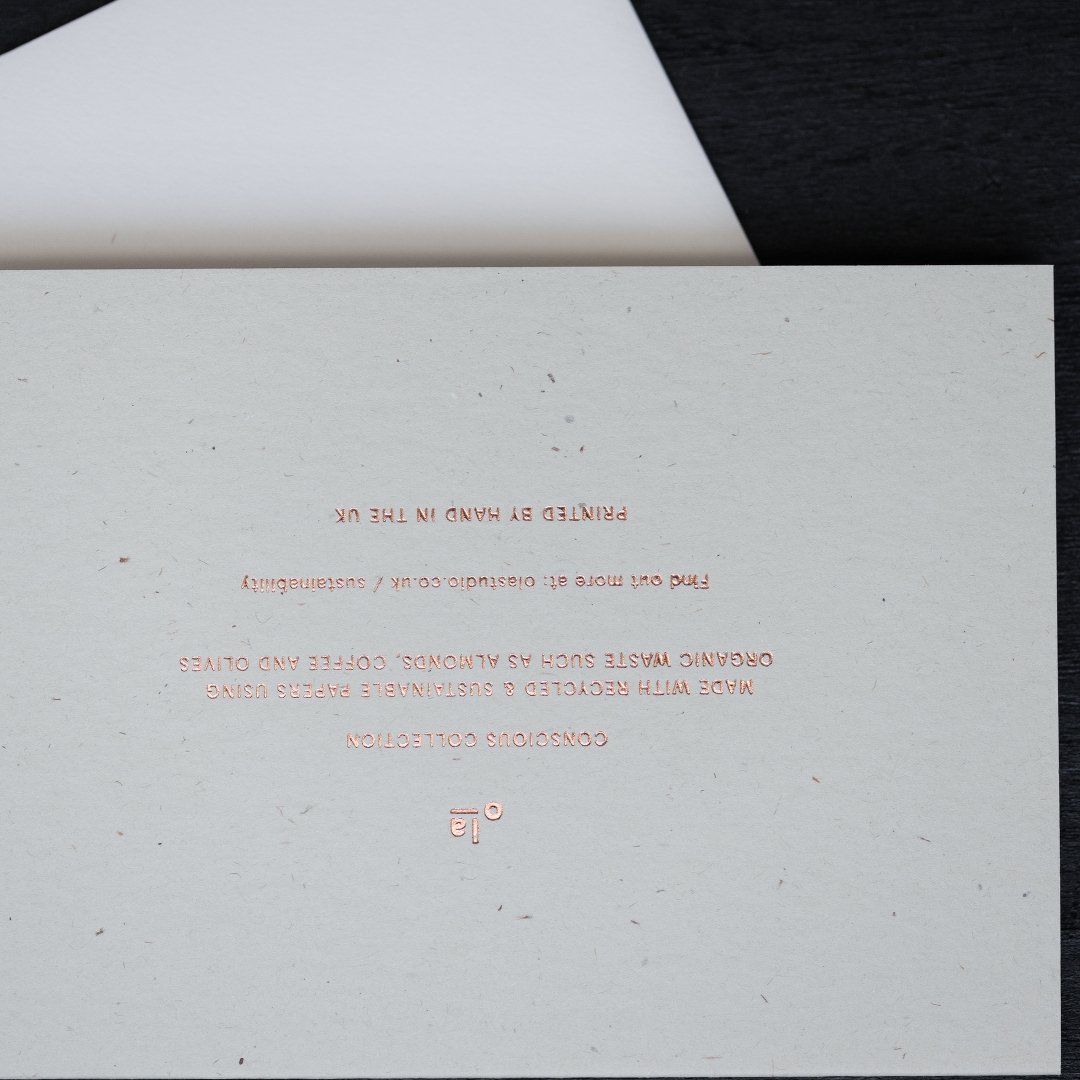 ola
CONSCIOUS COLLECTION
MADE WITH RECYCLED & SUSTAINABLE PAPERS USING
ORGANIC WASTE SUCH AS ALMONDS, COFFEE AND OLIVES
Find out more at: olastudio.co.uk / sustainability
PRINTED BY HAND IN THE UK